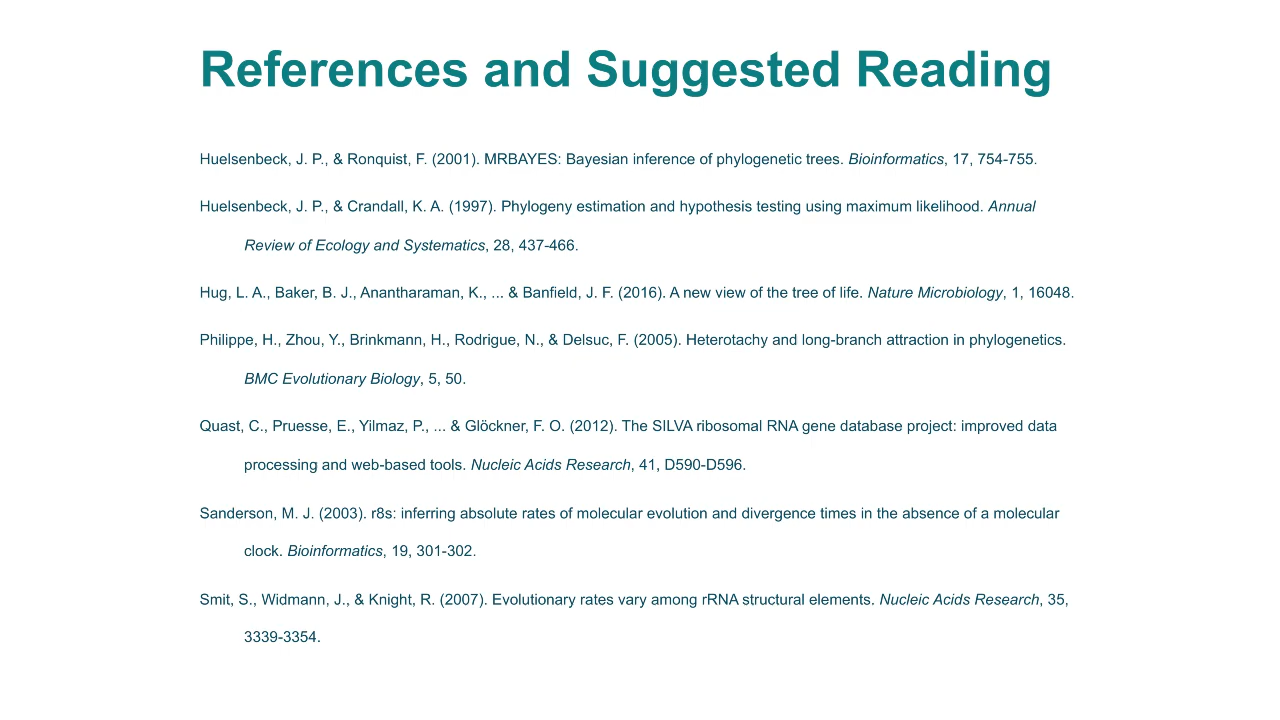 References and Suggested Reading
Huelsenbeck, J. P., & Ronquist, F. (2001). MRBAYES: Bayesian inference of phylogenetic trees. Bioinformatics, 17, 754-755.
Huelsenbeck, J. P., & Crandall, K. A. (1997). Phylogeny estimation and hypothesis testing using maximum likelihood. Annual
Review of Ecology and Systematics, 28, 437-466.
Hug, L. A., Baker, B. J., Anantharaman, K., ... & Banfield, J. F. (2016). A new view of the tree of life. Nature Microbiology, 1, 16048.
Philippe, H., Zhou, Y., Brinkmann, H., Rodrigue, N., & Delsuc, F. (2005). Heterotachy and long-branch attraction in phylogenetics.
BMC Evolutionary Biology, 5, 50.
Quast, C., Pruesse, E., Yilmaz, P., ... & Glöckner, F. O. (2012). The SILVA ribosomal RNA gene database project: improved data
processing and web-based tools. Nucleic Acids Research, 41, D590-D596.
Sanderson, M. J. (2003). r8s: inferring absolute rates of molecular evolution and divergence times in the absence of a molecular
clock. Bioinformatics, 19, 301-302.
Smit, S., Widmann, J., & Knight, R. (2007). Evolutionary rates vary among rRNA structural elements. Nucleic Acids Research, 35,
3339-3354.